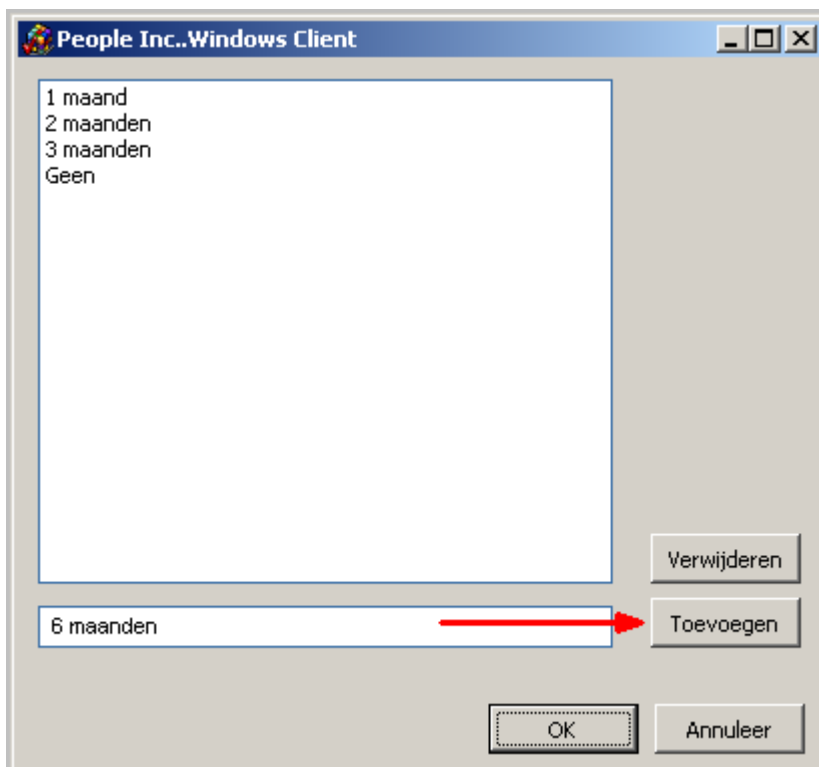 People Inc..Windows Client
1 maand
2 maanden
3 maanden
Geen
Verwijderen
6 maanden
Toevoegen
OK
Annuleer